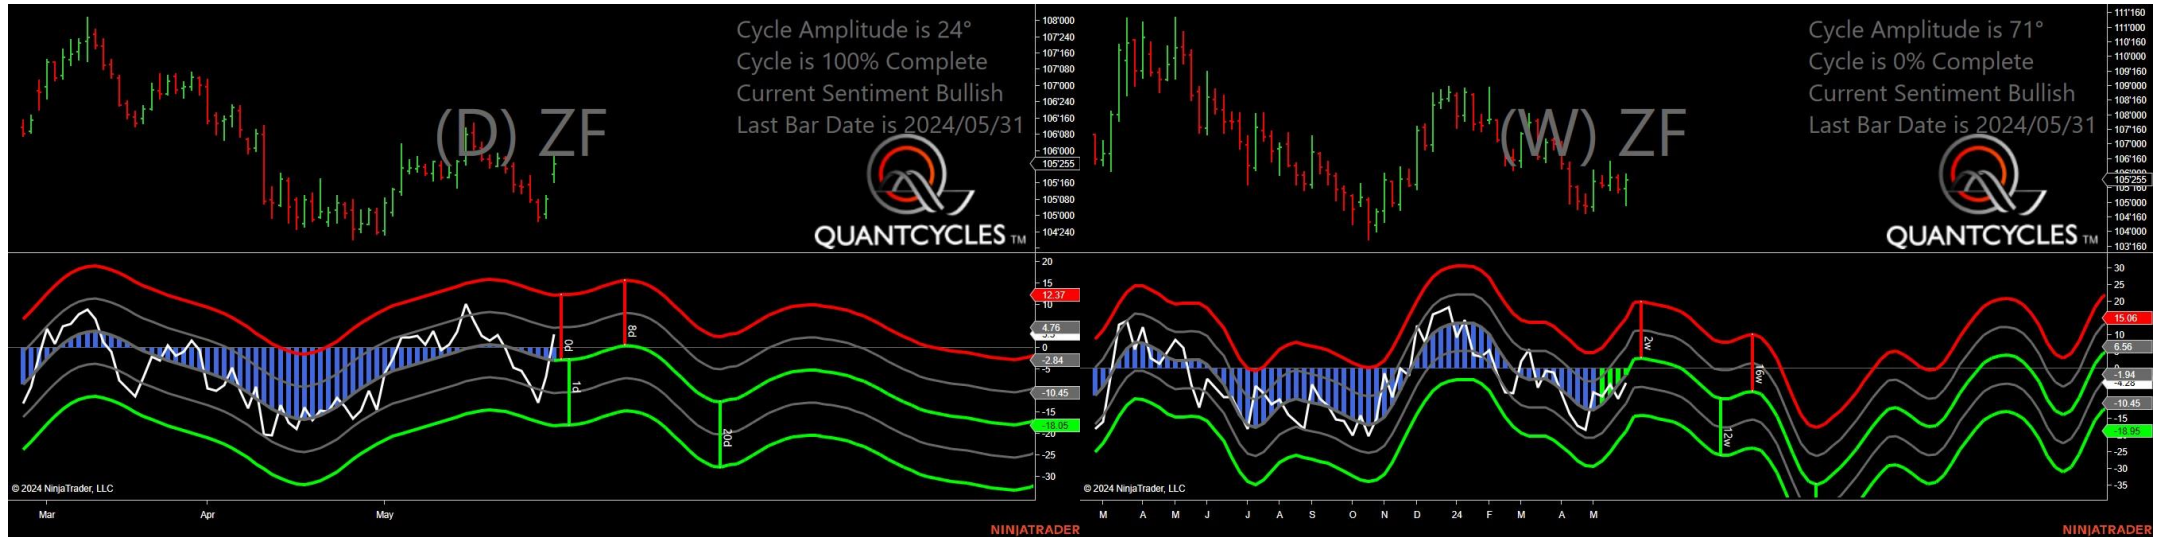 Cycle Amplitude is 24°
Cycle is 100% Complete
Current Sentiment Bullish
Last Bar Date is 2024/05/31
(D) ZF
QUANTCYCLES TM
108'000
107'240
107'160
107'080
107'000
106'240
106'160
106'080
106'000
105'255
105'160
105'080
105'000
104'240
20
15
12.37
10
4.76
0
-2.84
-5
-10.45
-15
-18.05
-20
-25
-30
0d
8d
1d
20d
© 2024 NinjaTrader, LLC
Mar
Apr
May
NINJATRADER
Cycle Amplitude is 71°
Cycle is 0% Complete
Current Sentiment Bullish
Last Bar Date is 2024/05/31
(W) ZF
QUANTCYCLES TM
111'160
111'000
110'160
110'000
109'160
109'000
108'160
108'000
107'160
107'000
106'160
105'255
105'000
104'160
104'000
103'160
30
25
20
15.06
10
6.56
-1.94
-4.28
-10.45
-15
-18.95
-25
-30
-35
2w
16w
12w
© 2024 NinjaTrader, LLC
M A M J J A S O N D 24 F M A M
NINJATRADER